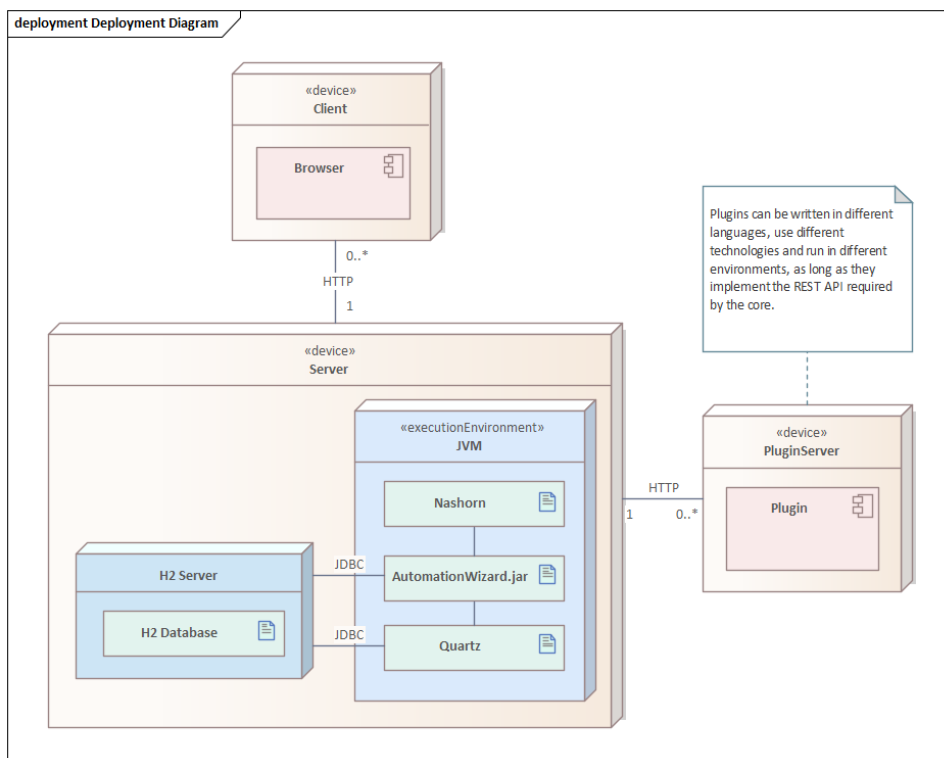 deployment Deployment Diagram
«device»
Client
Browser
0..*
HTTP
1
Plugins can be written in different
languages, use different
technologies and run in different
environments, as long as they
implement the REST API required
by the core.
«device»
Server
«executionEnvironment»
JVM
Nashorn
H2 Server
JDBC
AutomationWizard.jar
H2 Database
JDBC
Quartz
HTTP
1
0..*
«device»
PluginServer
Plugin